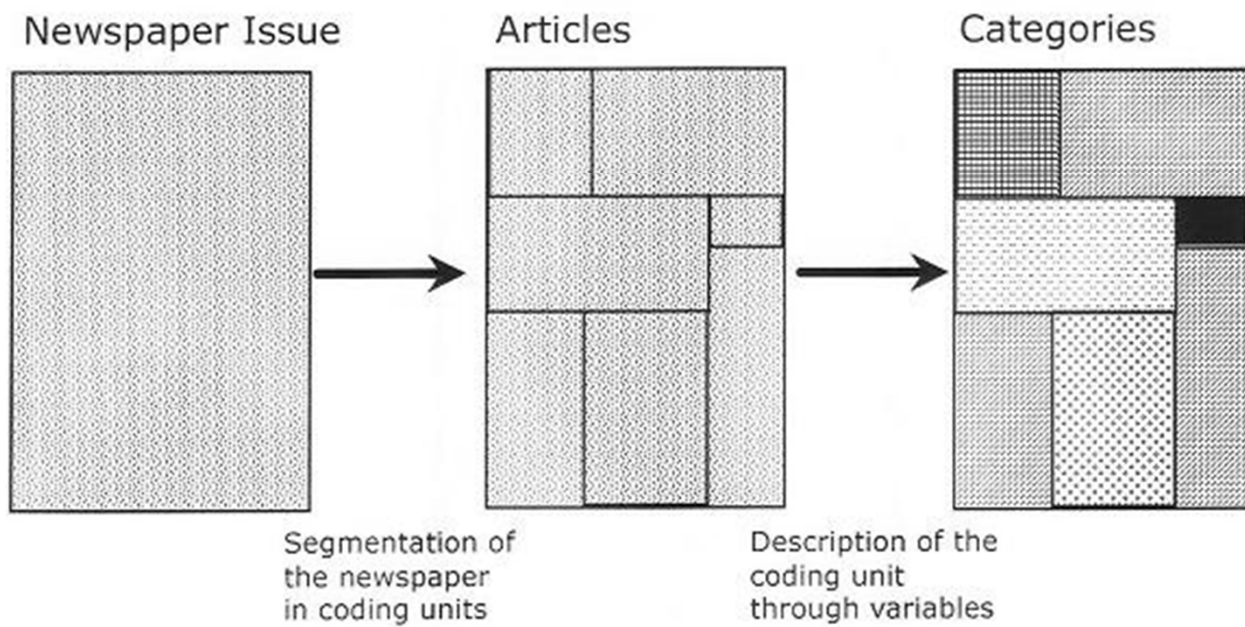 Newspaper Issue
Articles
Categories
Segmentation of
the newspaper
in coding units
Description of the
coding unit
through variables